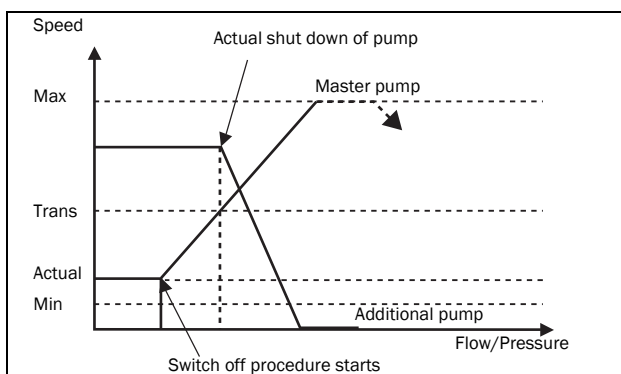 Speed
Actual shut down of pump
Max
Master pump
Trans
Actual
Min
Additional pump
Flow/Pressure
Switch off procedure starts